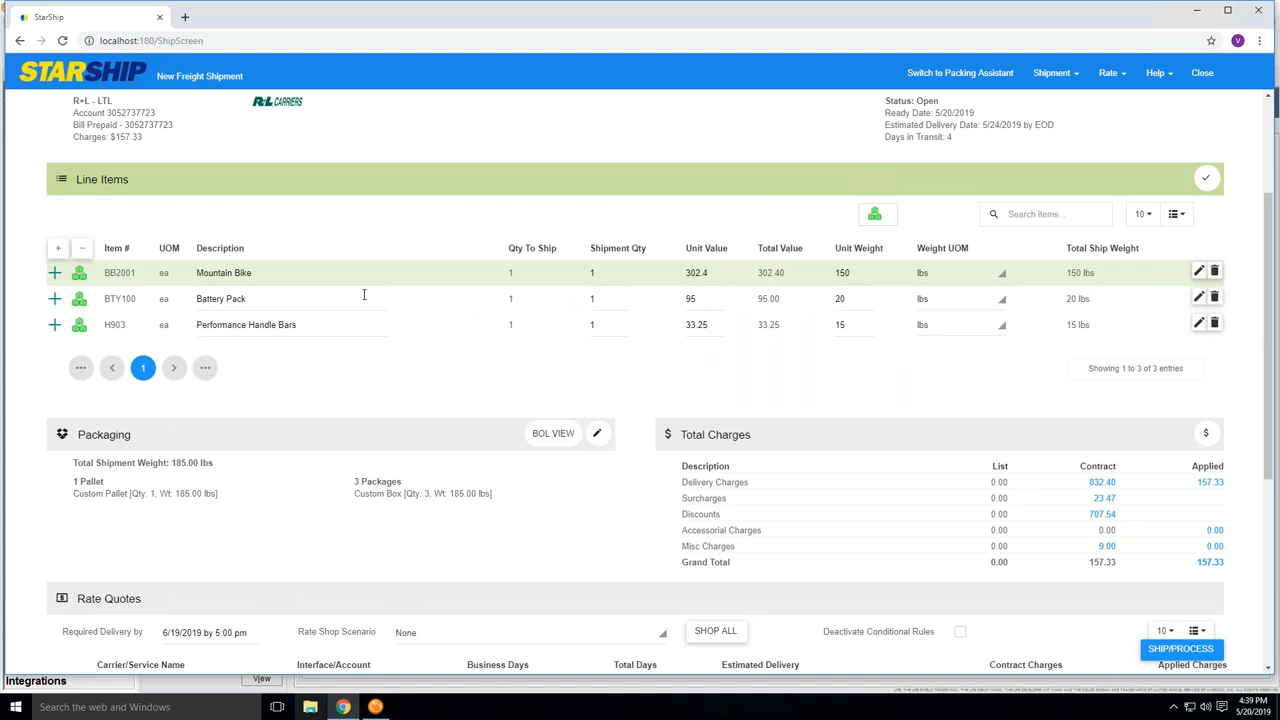 StarShip
localhost:180/ShipScreen
V
STARSHIP New Freight Shipment Switch to Packing Assistant Shipment Rate Help Close
R+L - LTL R+L CARRIERS Status: Open
Account 3052737723 Ready Date: 5/20/2019
Bill Prepaid - 3052737723 Estimated Delivery Date: 5/24/2019 by EOD
Charges: $157.33 Days in Transit: 4
Line Items
Search items... 10
+ - Item # UOM Description Qty To Ship Shipment Qty Unit Value Total Value Unit Weight Weight UOM Total Ship Weight
BB2001 ea Mountain Bike 1 1 302.4 302.40 150 lbs 150 lbs
BTY100 ea Battery Pack 1 1 95 95.00 20 lbs 20 lbs
H903 ea Performance Handle Bars 1 1 33.25 33.25 15 lbs 15 lbs
1 Showing 1 to 3 of 3 entries
Packaging BOL VIEW $ Total Charges $
Total Shipment Weight: 185.00 lbs Description List Contract Applied
1 Pallet 3 Packages Delivery Charges 0.00 832.40 157.33
Custom Pallet [Qty: 1, Wt: 185.00 lbs] Custom Box [Qty: 3, Wt: 185.00 lbs] Surcharges 0.00 23.47
Discounts 0.00 707.54
Accessorial Charges 0.00 0.00 0.00
Misc Charges 0.00 9.00 0.00
Grand Total 0.00 157.33 157.33
Rate Quotes
Required Delivery by 6/19/2019 by 5:00 pm Rate Shop Scenario None SHOP ALL Deactivate Conditional Rules 10
SHIP/PROCESS
Carrier/Service Name Interface/Account Business Days Total Days Estimated Delivery Contract Charges Applied Charges
Integrations View
Search the web and Windows 4:39 PM
5/20/2019